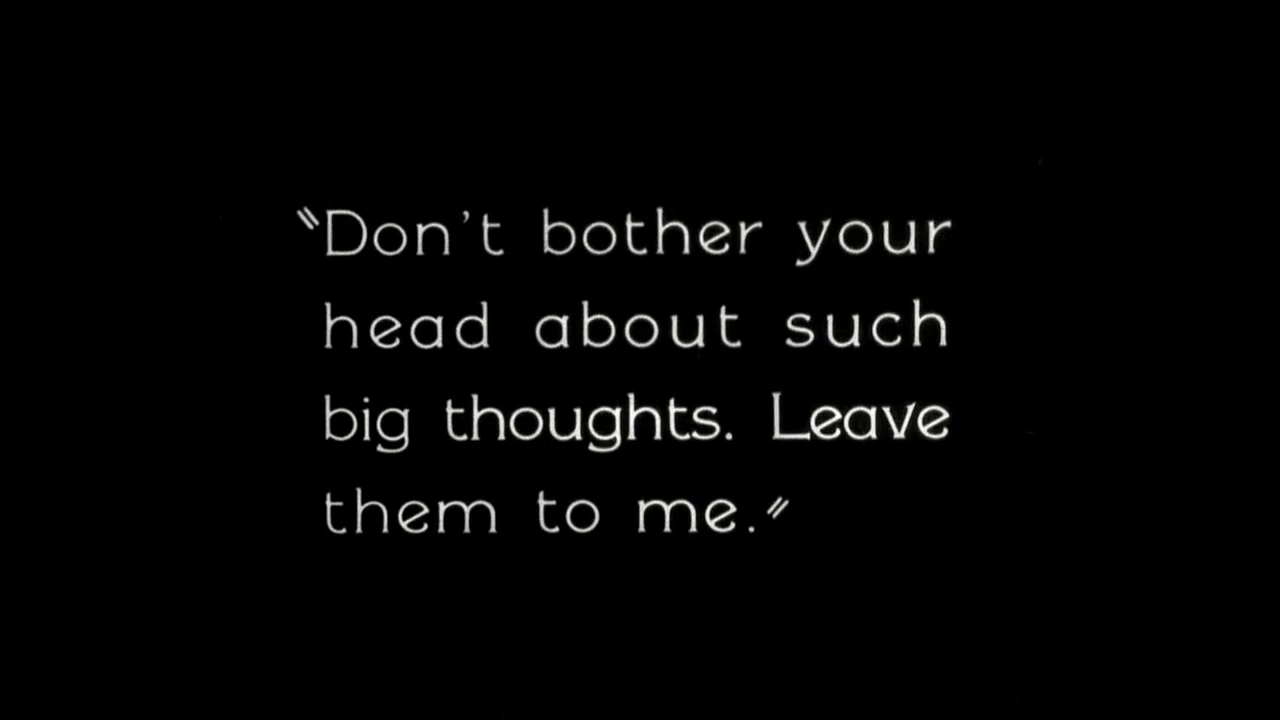 "Don't bother your
head about such
big thoughts. Leave
them to me."